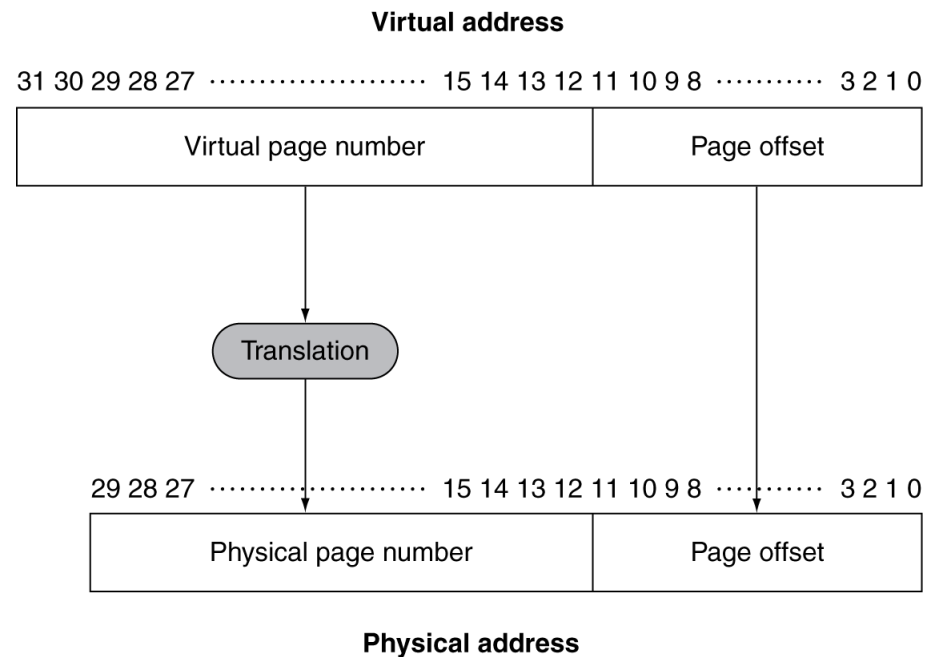 Virtual address
31 30 29 28 27 ······················ 15 14 13 12 11 10 9 8 ··········· 3 2 1 0
Virtual page number Page offset
Translation
29 28 27 ······················ 15 14 13 12 11 10 9 8 ··········· 3 2 1 0
Physical page number Page offset
Physical address